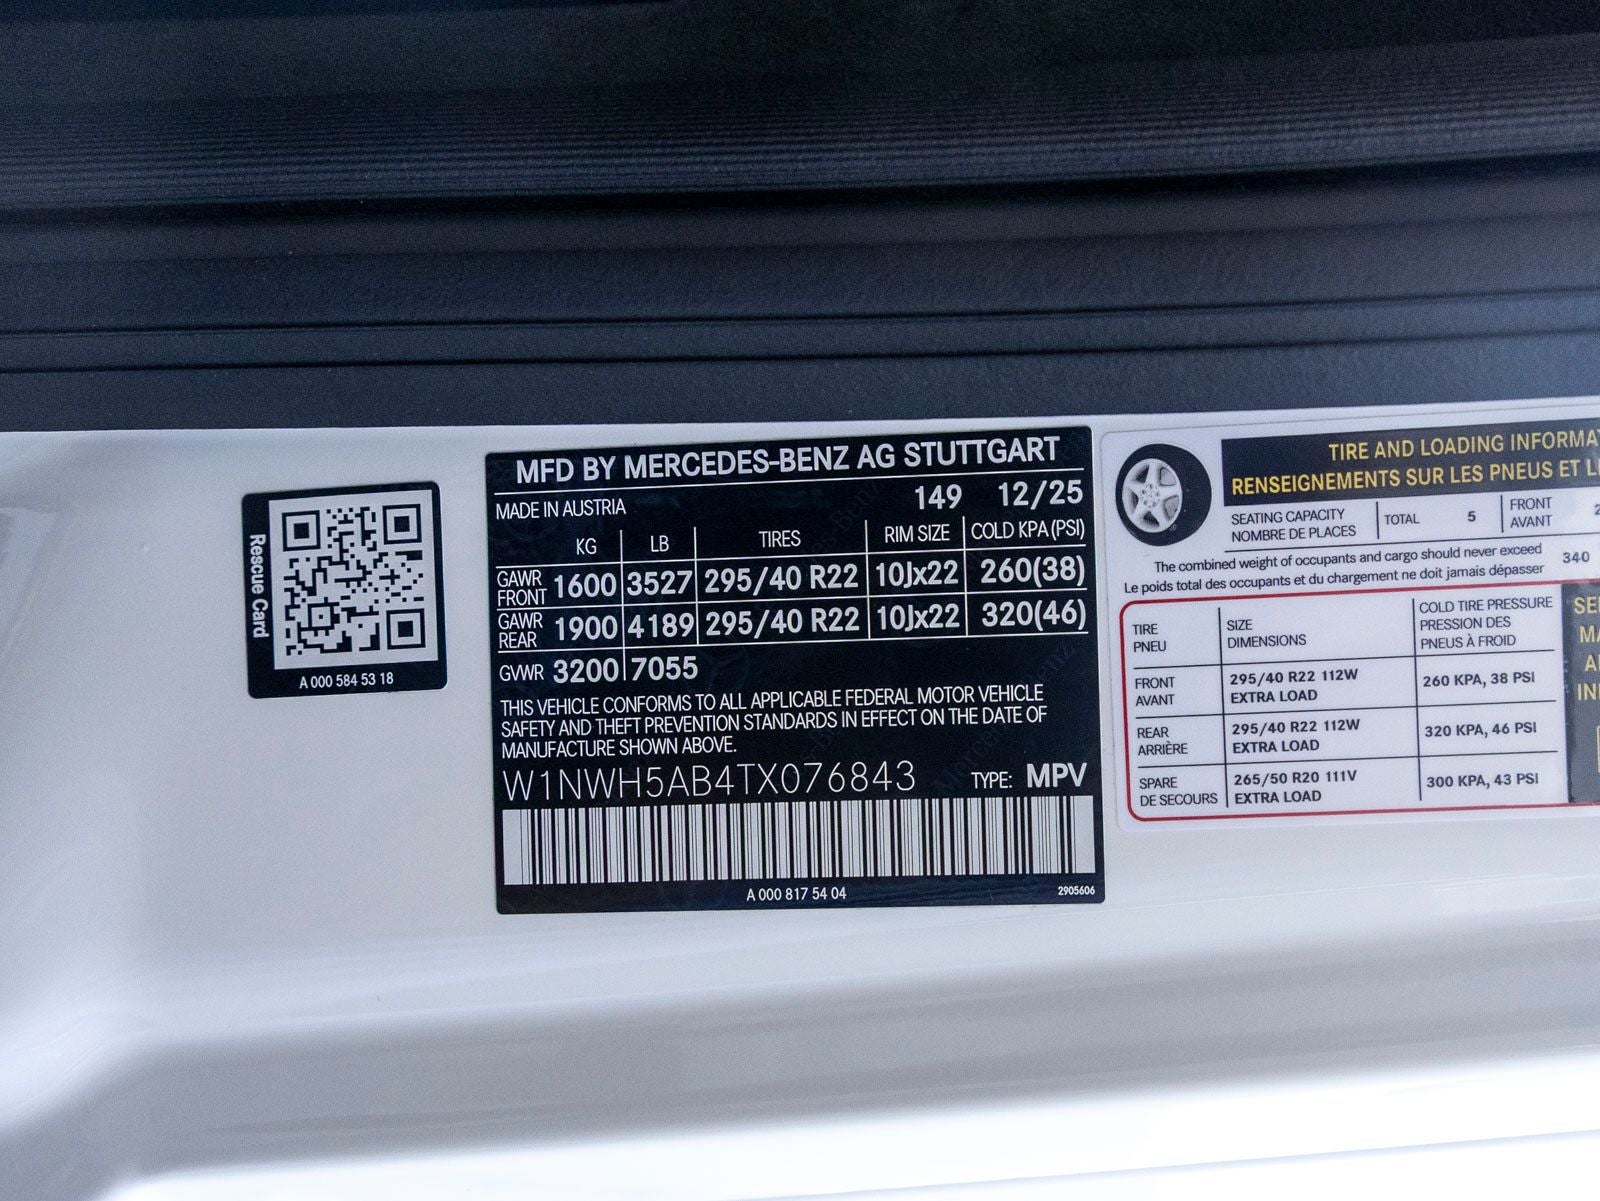 Rescue Card
A 000 584 53 18
MFD BY MERCEDES-BENZ AG STUTTGART
MADE IN AUSTRIA 149 12/25
KG LB TIRES RIM SIZE COLD KPA(PSI)
GAWR FRONT 1600 3527 295/40 R22 10Jx22 260(38)
GAWR REAR 1900 4189 295/40 R22 10Jx22 320(46)
GVWR 3200 7055
THIS VEHICLE CONFORMS TO ALL APPLICABLE FEDERAL MOTOR VEHICLE
SAFETY AND THEFT PREVENTION STANDARDS IN EFFECT ON THE DATE OF
MANUFACTURE SHOWN ABOVE.
W1NWH5AB4TX076843 TYPE: MPV
A 000 817 54 04 2905606
TIRE AND LOADING INFORMAT
RENSEIGNEMENTS SUR LES PNEUS ET L
SEATING CAPACITY
NOMBRE DE PLACES
TOTAL 5
FRONT
AVANT
2
The combined weight of occupants and cargo should never exceed
Le poids total des occupants et du chargement ne doit jamais dépasser
340
TIRE
PNEU
SIZE
DIMENSIONS
COLD TIRE PRESSURE
PRESSION DES
PNEUS À FROID
FRONT
AVANT
295/40 R22 112W
EXTRA LOAD
260 KPA, 38 PSI
REAR
ARRIÈRE
295/40 R22 112W
EXTRA LOAD
320 KPA, 46 PSI
SPARE
DE SECOURS
265/50 R20 111V
EXTRA LOAD
300 KPA, 43 PSI
SE
MA
A
IN